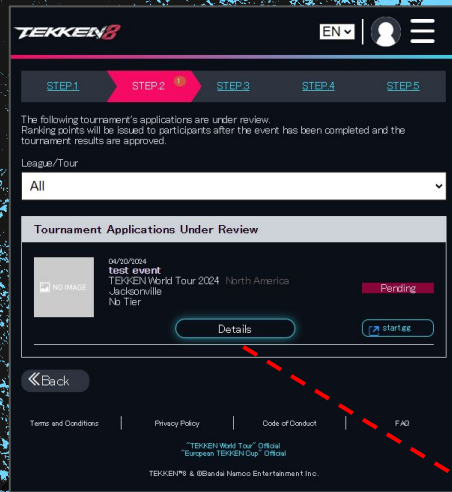 TEKKEN8
EN
STEP.1
STEP.2
1
STEP.3
STEP.4
STEP.5
The following tournament's applications are under review.
Ranking points will be issued to participants after the event has been completed and the
tournament results are approved.
League/Tour
All
Tournament Applications Under Review
NO IMAGE
04/20/2024
test event
TEKKEN World Tour 2024 North America
Jacksonville
No Tier
Pending
Details
start.gg
≪Back
Terms and Conditions
Privacy Policy
Code of Conduct
FAQ
"TEKKEN World Tour" Official
"European TEKKEN Cup" Official
TEKKEN™8 & ©Bandai Namco Entertainment Inc.